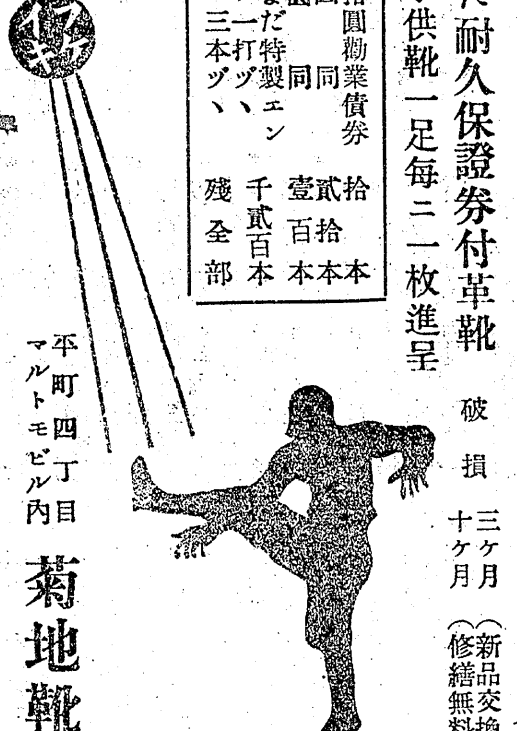 耐久保證券付革靴
破損
三ケ月(新品交換
十ケ月(修繕無料
供靴一足每ニ一枚進呈
拾圓勸業債券 拾本
同 貳拾本
同 壹百本
だ特製エン
一打ヅヽ 千貳百本
三本ヅヽ 殘全部
平町四丁目
マルトモビル內
菊地靴